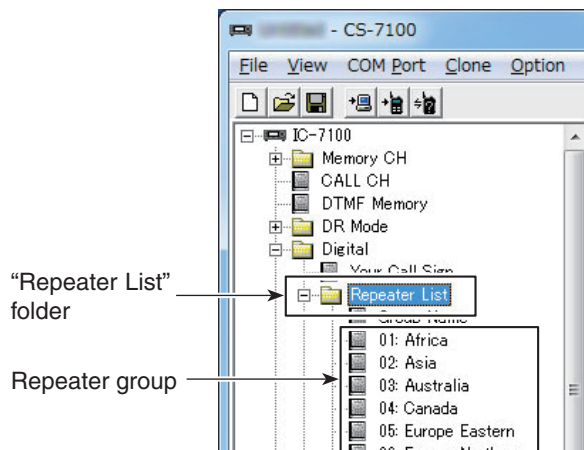 - CS-7100
File View COM Port Clone Option
IC-7100
Memory CH
CALL CH
DTMF Memory
DR Mode
Digital
Your Call Sign
"Repeater List"
folder
Repeater List
Group Name
Repeater group
01: Africa
02: Asia
03: Australia
04: Canada
05: Europe Eastern